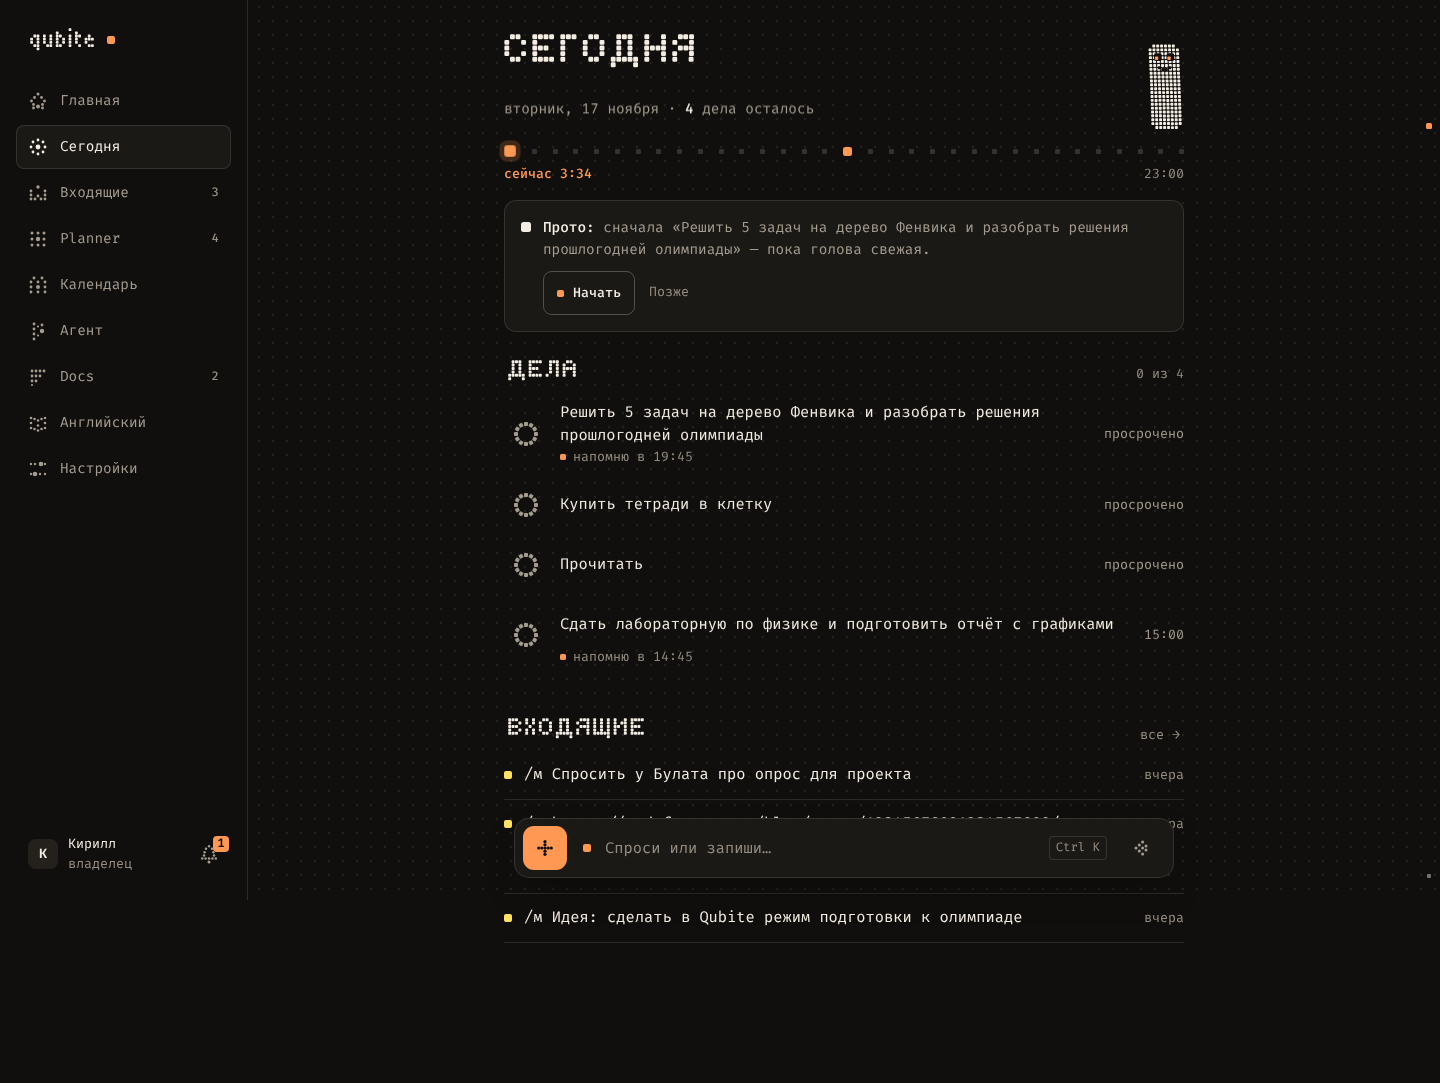 qubite
Главная
Сегодня
Входящие 3
Planner 4
Календарь
Агент
Docs 2
Английский
Настройки
К
Кирилл
владелец
1
СЕГОДНЯ
вторник, 17 ноября · 4 дела осталось
сейчас 3:34 23:00
Прото: сначала «Решить 5 задач на дерево Фенвика и разобрать решения
прошлогодней олимпиады» — пока голова свежая.
Начать Позже
ДЕЛА 0 из 4
Решить 5 задач на дерево Фенвика и разобрать решения
прошлогодней олимпиады
просрочено
напомню в 19:45
Купить тетради в клетку просрочено
Прочитать просрочено
Сдать лабораторную по физике и подготовить отчёт с графиками 15:00
напомню в 14:45
ВХОДЯЩИЕ все →
/м Спросить у Булата про опрос для проекта вчера
Спроси или запиши… Ctrl K
/м Идея: сделать в Qubite режим подготовки к олимпиаде вчера